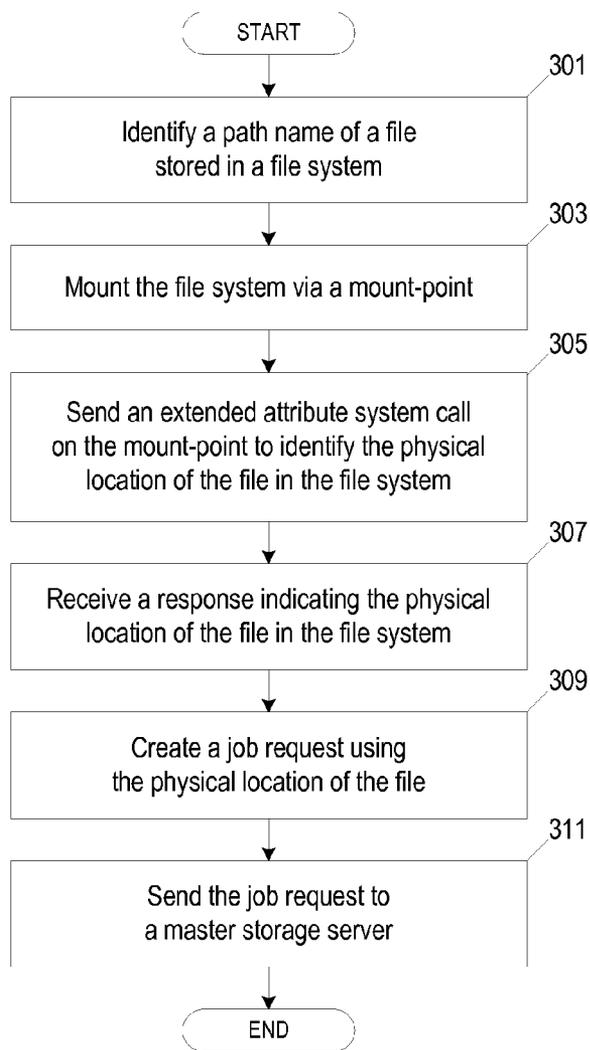 START
301
Identify a path name of a file
stored in a file system
303
Mount the file system via a mount-point
305
Send an extended attribute system call
on the mount-point to identify the physical
location of the file in the file system
307
Receive a response indicating the physical
location of the file in the file system
309
Create a job request using
the physical location of the file
311
Send the job request to
a master storage server
END